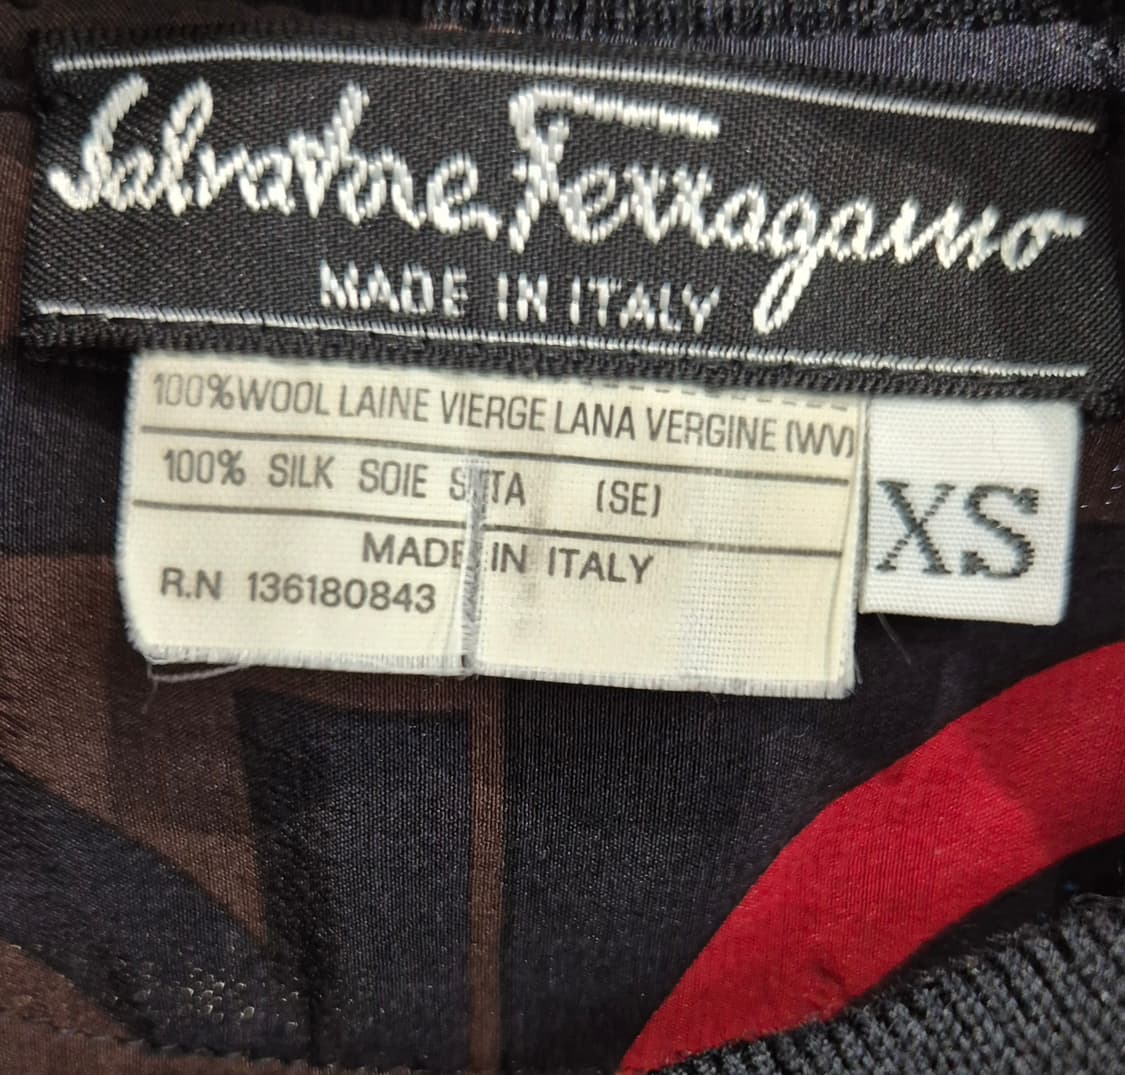 Salvatore Ferragamo
MADE IN ITALY
100%WOOL LAINE VIERGE LANA VERGINE (WV)
100% SILK SOIE SETA (SE)
MADE IN ITALY
R.N 136180843
XS